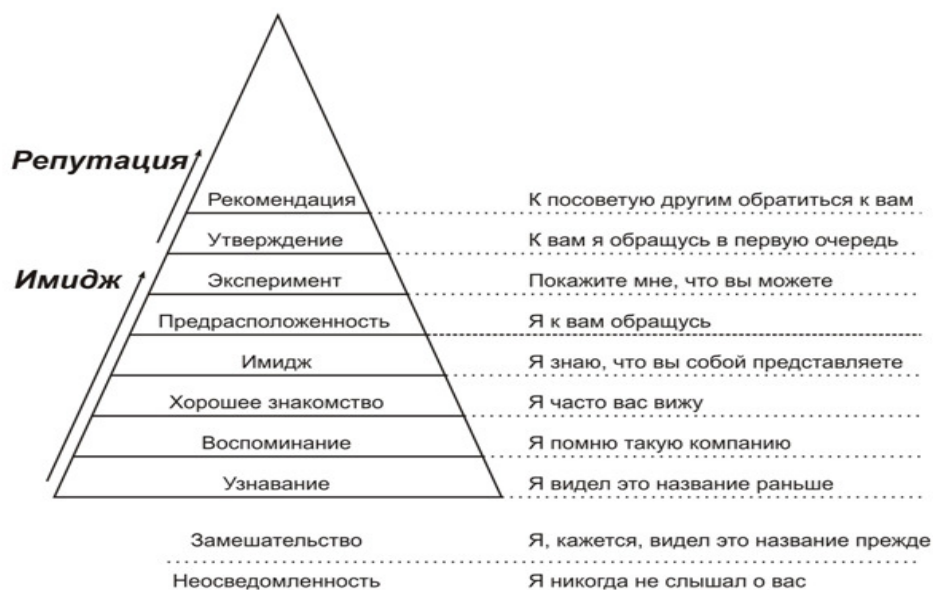 Репутация
Рекомендация К посоветую другим обратиться к вам
Утверждение К вам я обращусь в первую очередь
Имидж
Эксперимент Покажите мне, что вы можете
Предрасположенность Я к вам обращусь
Имидж Я знаю, что вы собой представляете
Хорошее знакомство Я часто вас вижу
Воспоминание Я помню такую компанию
Узнавание Я видел это название раньше
Замешательство Я, кажется, видел это название прежде
Неосведомленность Я никогда не слышал о вас